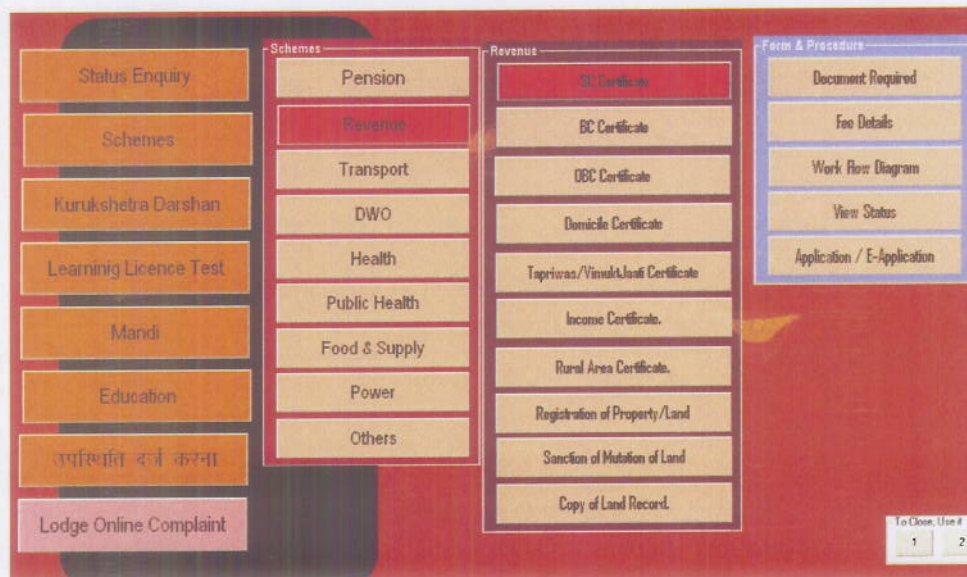 Status Enquiry
Schemes
Kurukshetra Darshan
Learninig Licence Test
Mandi
Education
उपस्थिति दर्ज करना
Lodge Online Complaint
Schemes
Pension
Revenue
Transport
DWO
Health
Public Health
Food & Supply
Power
Others
Revenue
SC Certificate
BC Certificate
OBC Certificate
Domicile Certificate
Tapriwas/VimuktJaati Certificate
Income Certificate.
Rural Area Certificate.
Registration of Property/Land
Sanction of Mutation of Land
Copy of Land Record.
Form & Procedure
Document Required
Fee Details
Work Flow Diagram
View Status
Application / E-Application
To Close, Use it
1 2